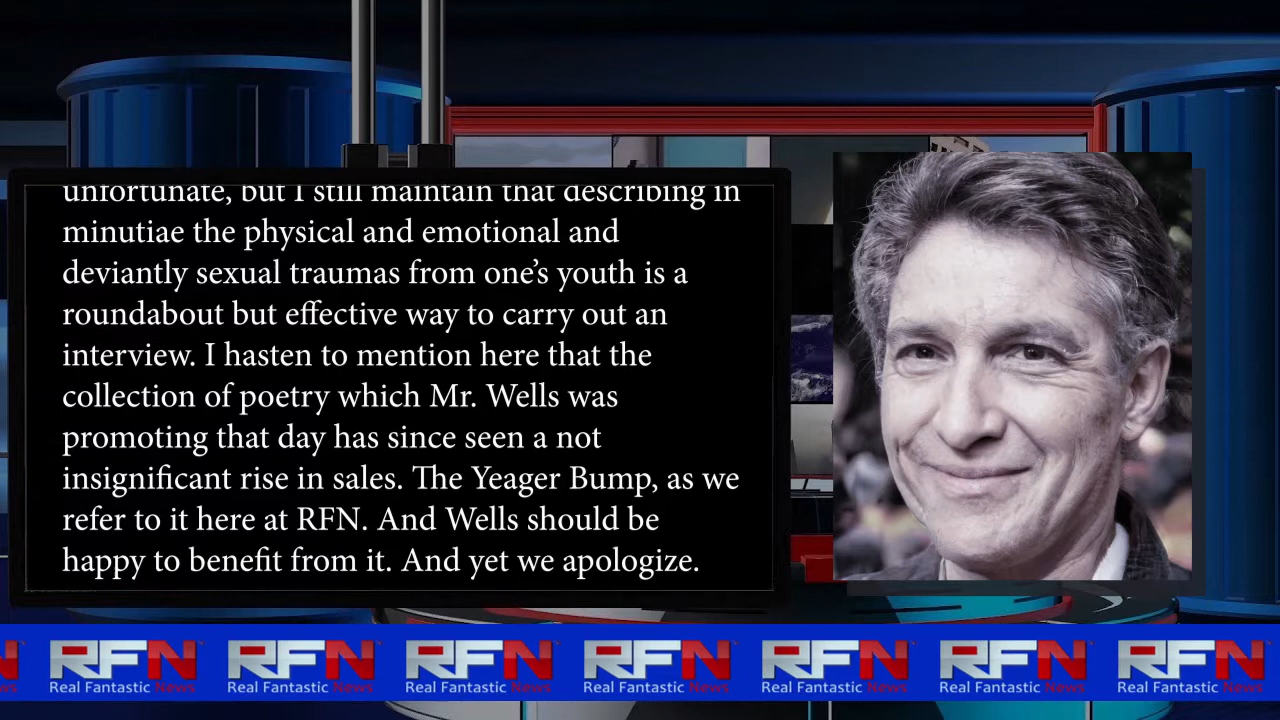 unfortunate, but I still maintain that describing in
minutiae the physical and emotional and
deviantly sexual traumas from one’s youth is a
roundabout but effective way to carry out an
interview. I hasten to mention here that the
collection of poetry which Mr. Wells was
promoting that day has since seen a not
insignificant rise in sales. The Yeager Bump, as we
refer to it here at RFN. And Wells should be
happy to benefit from it. And yet we apologize.
N RFN RFN RFN RFN RFN RFN RFN
News Real Fantastic News Real Fantastic News Real Fantastic News Real Fantastic News Real Fantastic News Real Fantastic News Real Fantastic News